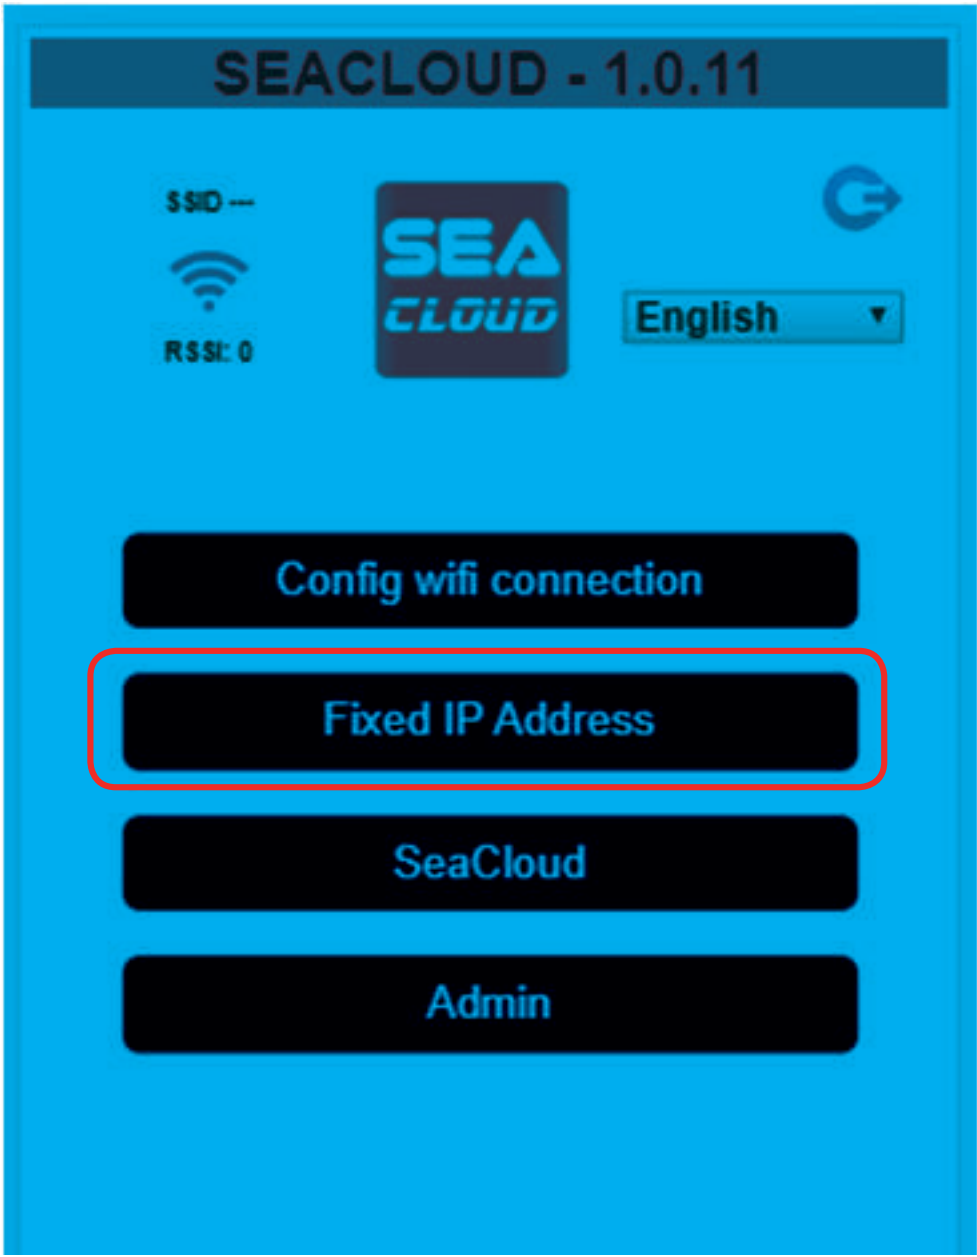 SEACLOUD - 1.0.11
SSID ---
SEA
CLOUD
English
RSSI: 0
Config wifi connection
Fixed IP Address
SeaCloud
Admin